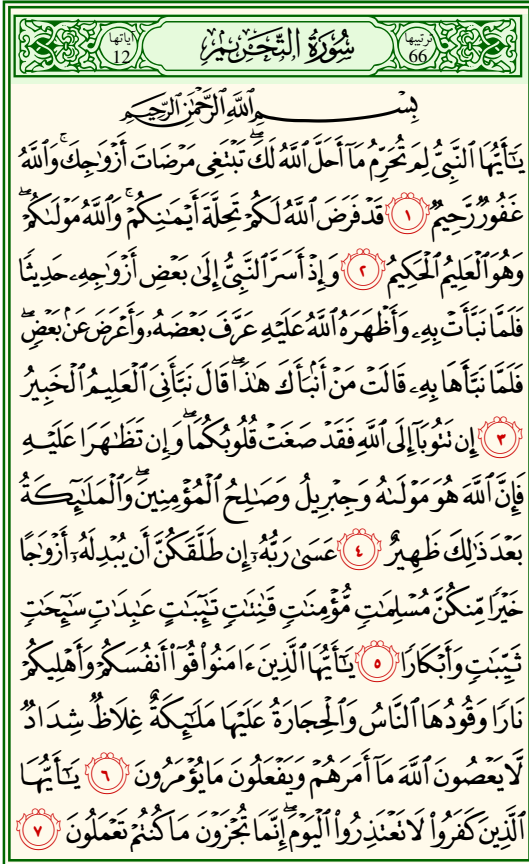 ترتيبها 66 سُورَةُ التَّحْرِيمِ آياتها 12
بِسْمِ ٱللَّهِ ٱلرَّحْمَٰنِ ٱلرَّحِيمِ
يَٰٓأَيُّهَا ٱلنَّبِىُّ لِمَ تُحَرِّمُ مَآ أَحَلَّ ٱللَّهُ لَكَ ۖ تَبْتَغِى مَرْضَاتَ أَزْوَٰجِكَ ۚ وَٱللَّهُ
غَفُورٌ رَّحِيمٌ ١ قَدْ فَرَضَ ٱللَّهُ لَكُمْ تَحِلَّةَ أَيْمَٰنِكُمْ ۚ وَٱللَّهُ مَوْلَىٰكُمْ ۖ
وَهُوَ ٱلْعَلِيمُ ٱلْحَكِيمُ ٢ وَإِذْ أَسَرَّ ٱلنَّبِىُّ إِلَىٰ بَعْضِ أَزْوَٰجِهِۦ حَدِيثًا
فَلَمَّا نَبَّأَتْ بِهِۦ وَأَظْهَرَهُ ٱللَّهُ عَلَيْهِ عَرَّفَ بَعْضَهُۥ وَأَعْرَضَ عَنۢ بَعْضٍ ۖ
فَلَمَّا نَبَّأَهَا بِهِۦ قَالَتْ مَنْ أَنۢبَأَكَ هَٰذَا ۖ قَالَ نَبَّأَنِىَ ٱلْعَلِيمُ ٱلْخَبِيرُ
٣ إِن تَتُوبَآ إِلَى ٱللَّهِ فَقَدْ صَغَتْ قُلُوبُكُمَا ۖ وَإِن تَظَٰهَرَا عَلَيْهِ
فَإِنَّ ٱللَّهَ هُوَ مَوْلَىٰهُ وَجِبْرِيلُ وَصَٰلِحُ ٱلْمُؤْمِنِينَ ۖ وَٱلْمَلَٰٓئِكَةُ
بَعْدَ ذَٰلِكَ ظَهِيرٌ ٤ عَسَىٰ رَبُّهُۥٓ إِن طَلَّقَكُنَّ أَن يُبْدِلَهُۥٓ أَزْوَٰجًا
خَيْرًا مِّنكُنَّ مُسْلِمَٰتٍ مُّؤْمِنَٰتٍ قَٰنِتَٰتٍ تَٰٓئِبَٰتٍ عَٰبِدَٰتٍ سَٰٓئِحَٰتٍ
ثَيِّبَٰتٍ وَأَبْكَارًا ٥ يَٰٓأَيُّهَا ٱلَّذِينَ ءَامَنُوا۟ قُوٓا۟ أَنفُسَكُمْ وَأَهْلِيكُمْ
نَارًا وَقُودُهَا ٱلنَّاسُ وَٱلْحِجَارَةُ عَلَيْهَا مَلَٰٓئِكَةٌ غِلَاظٌ شِدَادٌ
لَّا يَعْصُونَ ٱللَّهَ مَآ أَمَرَهُمْ وَيَفْعَلُونَ مَا يُؤْمَرُونَ ٦ يَٰٓأَيُّهَا
ٱلَّذِينَ كَفَرُوا۟ لَا تَعْتَذِرُوا۟ ٱلْيَوْمَ ۖ إِنَّمَا تُجْزَوْنَ مَا كُنتُمْ تَعْمَلُونَ ٧